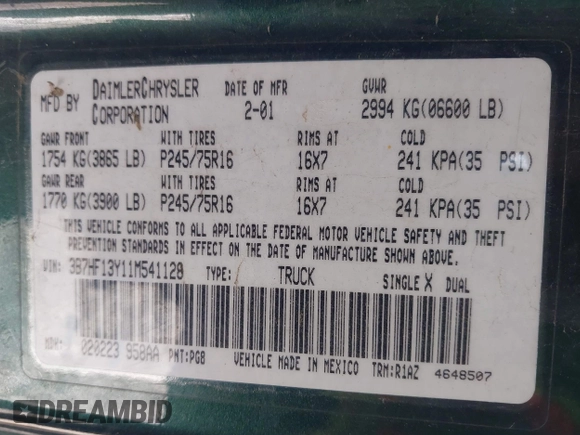 MFD BY DAIMLERCHRYSLER CORPORATION DATE OF MFR 2-01 GVWR 2994 KG(06600 LB)
GAWR FRONT WITH TIRES RIMS AT COLD
1754 KG(3865 LB) P245/75R16 16X7 241 KPA(35 PSI)
GAWR REAR WITH TIRES RIMS AT COLD
1770 KG(3900 LB) P245/75R16 16X7 241 KPA(35 PSI)
THIS VEHICLE CONFORMS TO ALL APPLICABLE FEDERAL MOTOR VEHICLE SAFETY AND THEFT
PREVENTION STANDARDS IN EFFECT ON THE DATE OF MANUFACTURE SHOWN ABOVE.
VIN: 3B7HF13Y11M541128 TYPE: TRUCK SINGLE X DUAL
MDH: 020223 958AA PNT:PG8 VEHICLE MADE IN MEXICO TRM:R1AZ 4648507
DREAMBID